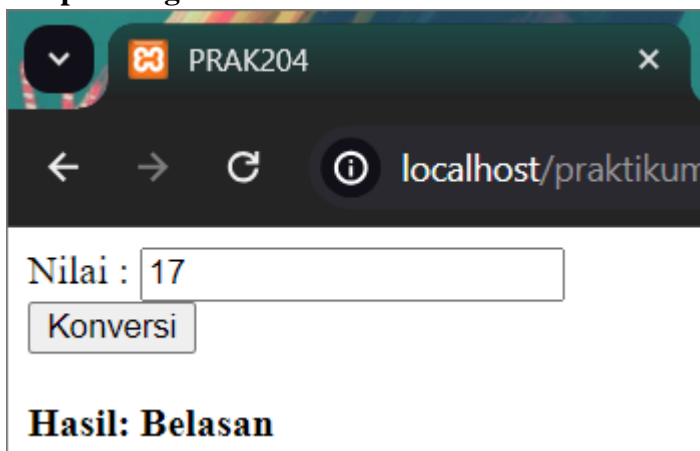 PRAK204
localhost/praktikum
Nilai : 17
Konversi
Hasil: Belasan